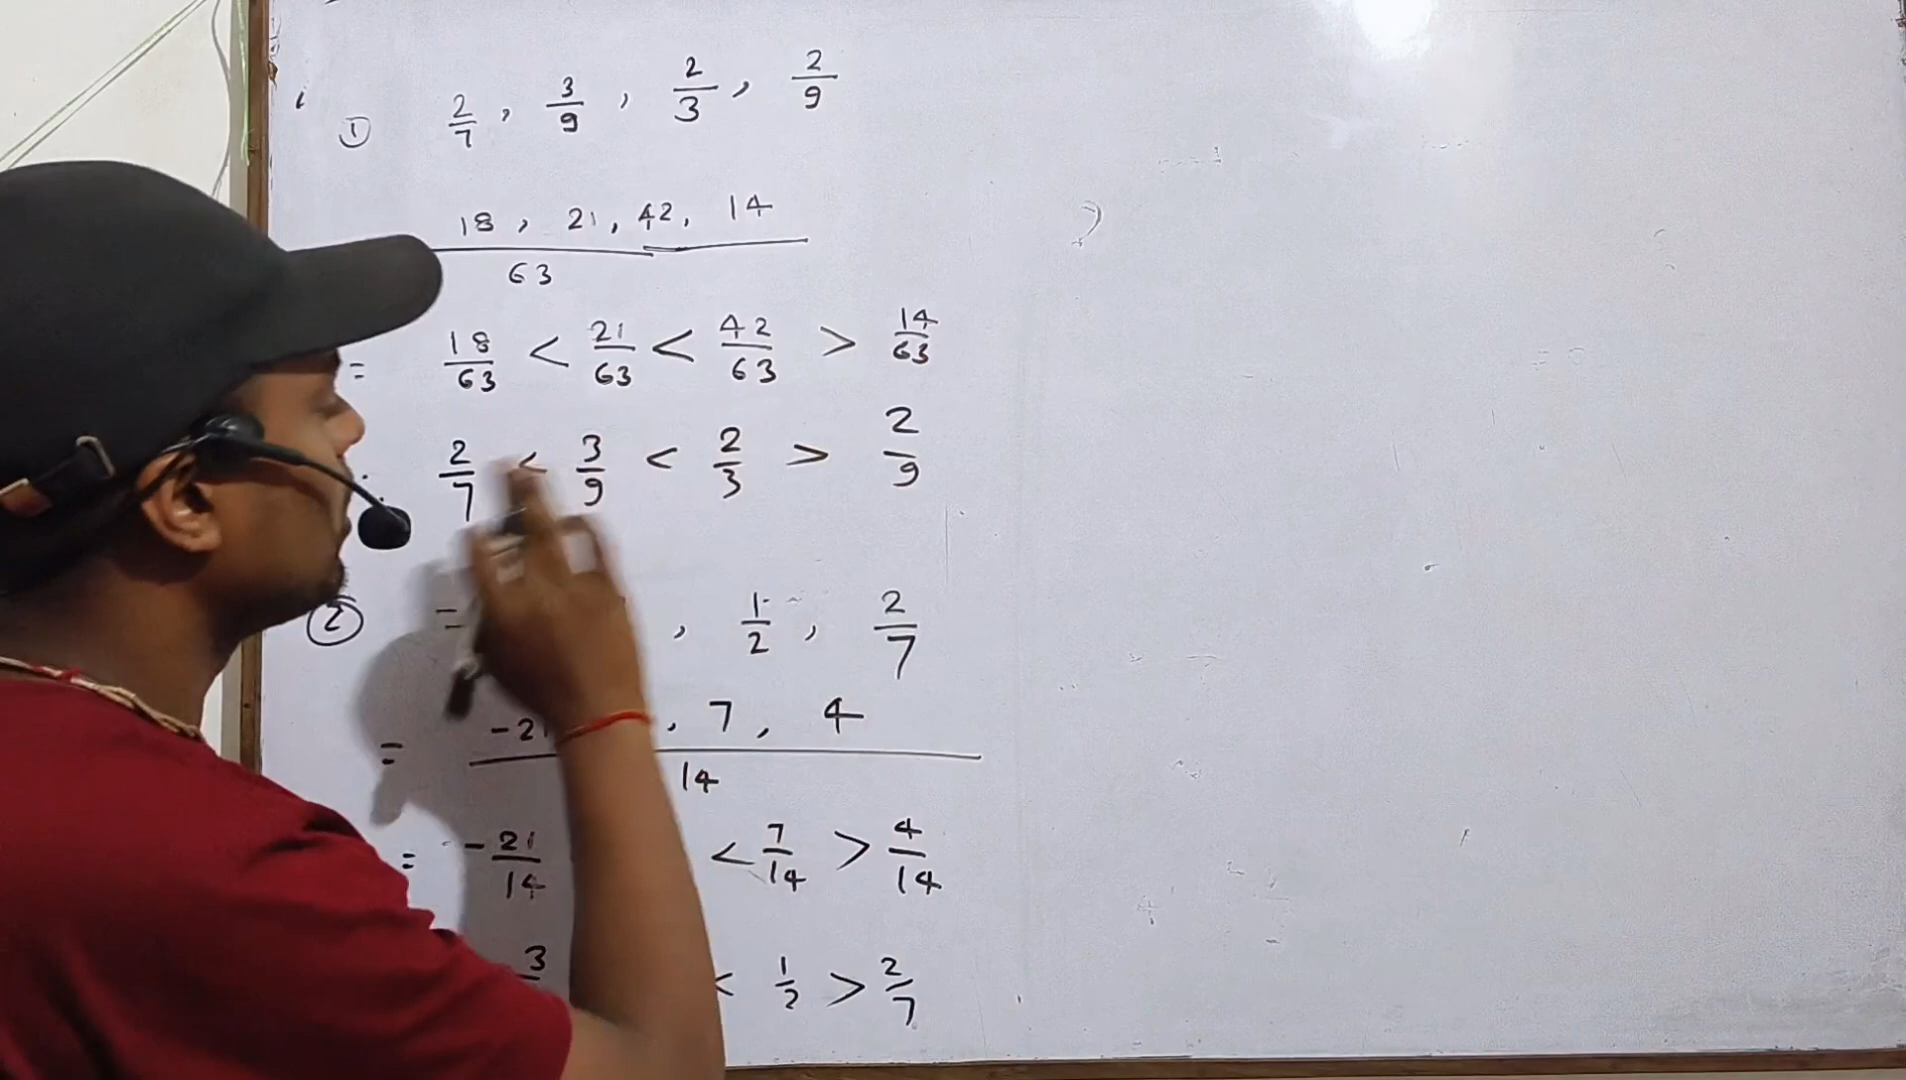 ① 2/7 , 3/9 , 2/3 , 2/9
18 , 21 , 42 , 14
63
= 18/63 < 21/63 < 42/63 > 14/63
∴ 2/7 < 3/9 < 2/3 > 2/9
② , 1/2 , 2/7
= -21 , 7 , 4
14
= -21/14 < 7/14 > 4/14
3 < 1/2 > 2/7